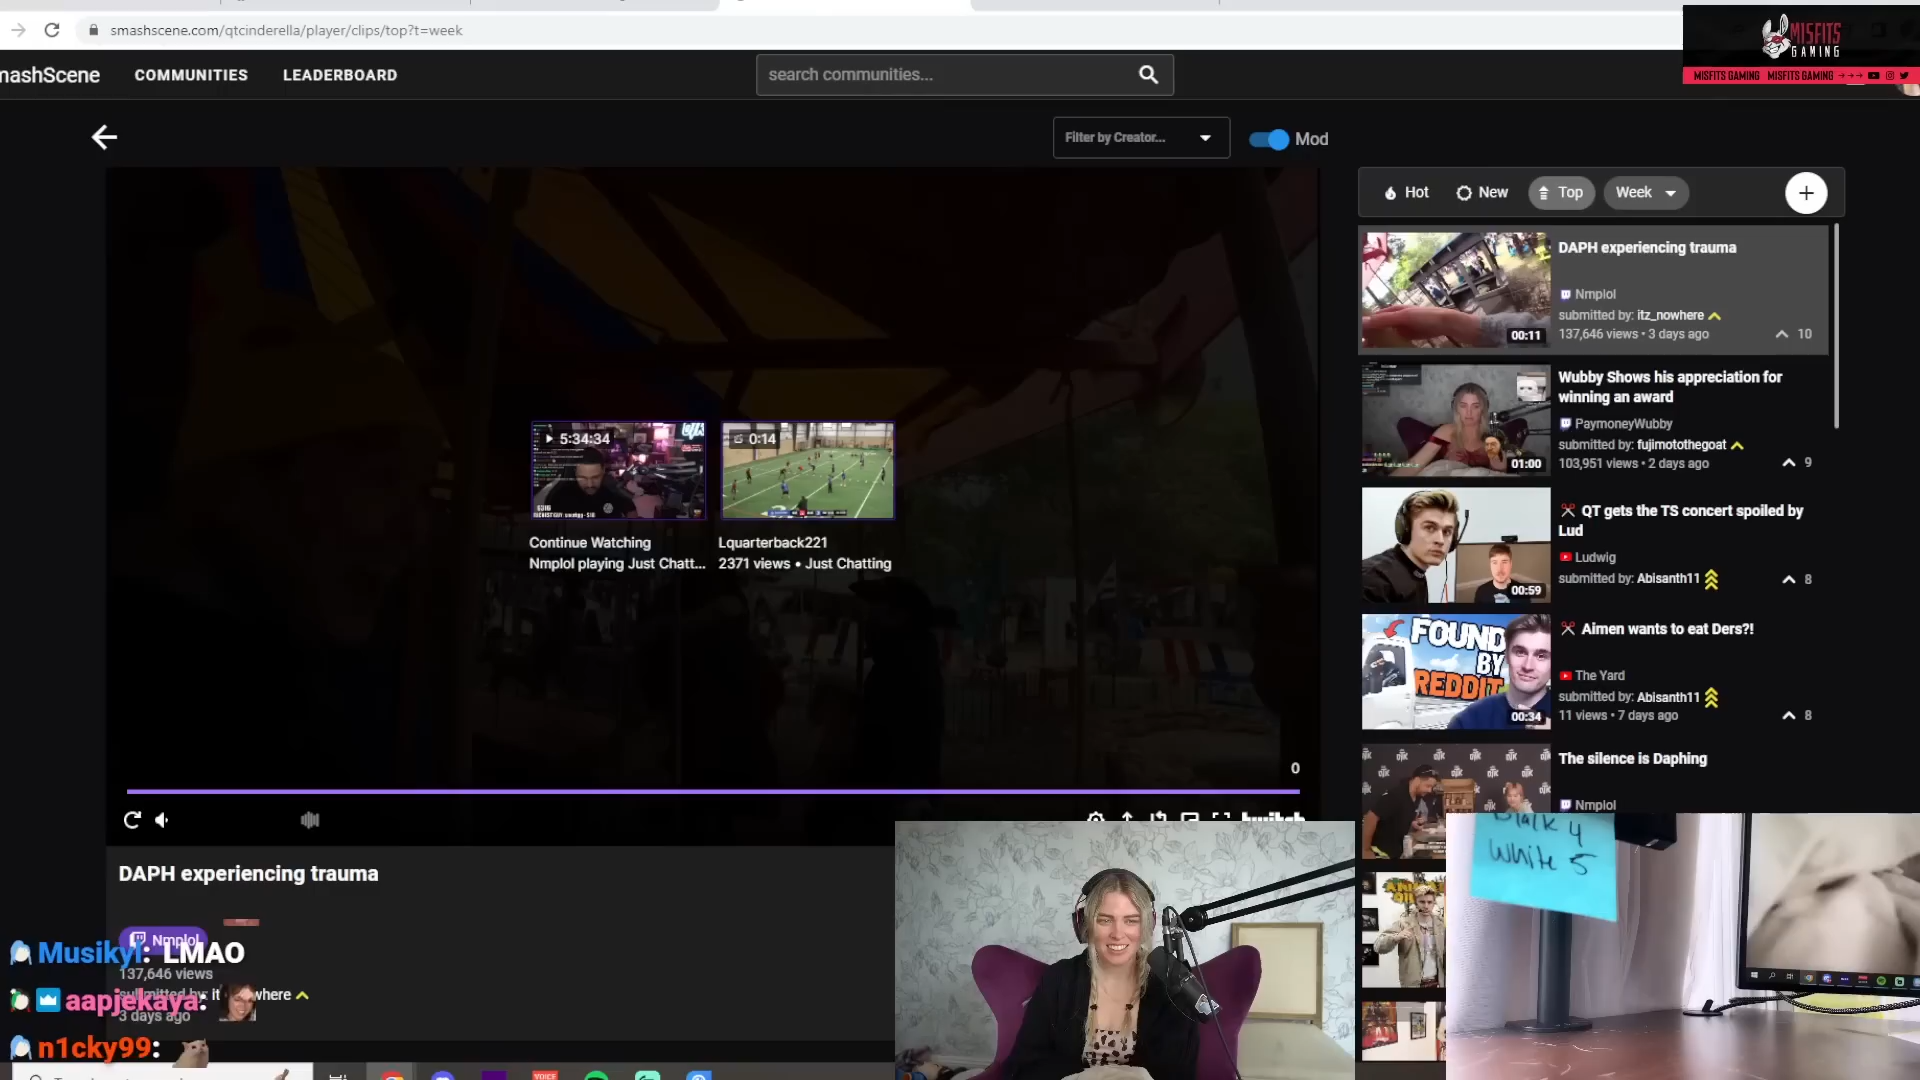 smashscene.com/qtcinderella/player/clips/top?t=week
MISFITS
GAMING
MISFITS GAMING MISFITS GAMING
mashScene
COMMUNITIES
LEADERBOARD
search communities...
Filter by Creator...
Mod
Hot
New
Top
Week
DAPH experiencing trauma
Nmplol
submitted by: itz_nowhere
137,646 views • 3 days ago
10
00:11
Wubby Shows his appreciation for
winning an award
PaymoneyWubby
submitted by: fujimotothegoat
103,951 views • 2 days ago
9
01:00
QT gets the TS concert spoiled by
Lud
Ludwig
submitted by: Abisanth11
8
00:59
FOUND
BY
REDDIT
Aimen wants to eat Ders?!
The Yard
submitted by: Abisanth11
11 views • 7 days ago
8
00:34
The silence is Daphing
Nmplol
5:34:34
0:14
Continue Watching
Nmplol playing Just Chatt...
Lquarterback221
2371 views • Just Chatting
0
twitch
DAPH experiencing trauma
Nmplol
137,646 views
3 days ago
Musikyl: LMAO
aapjekaya:
n1cky99:
Black 4
White 5
VOICE